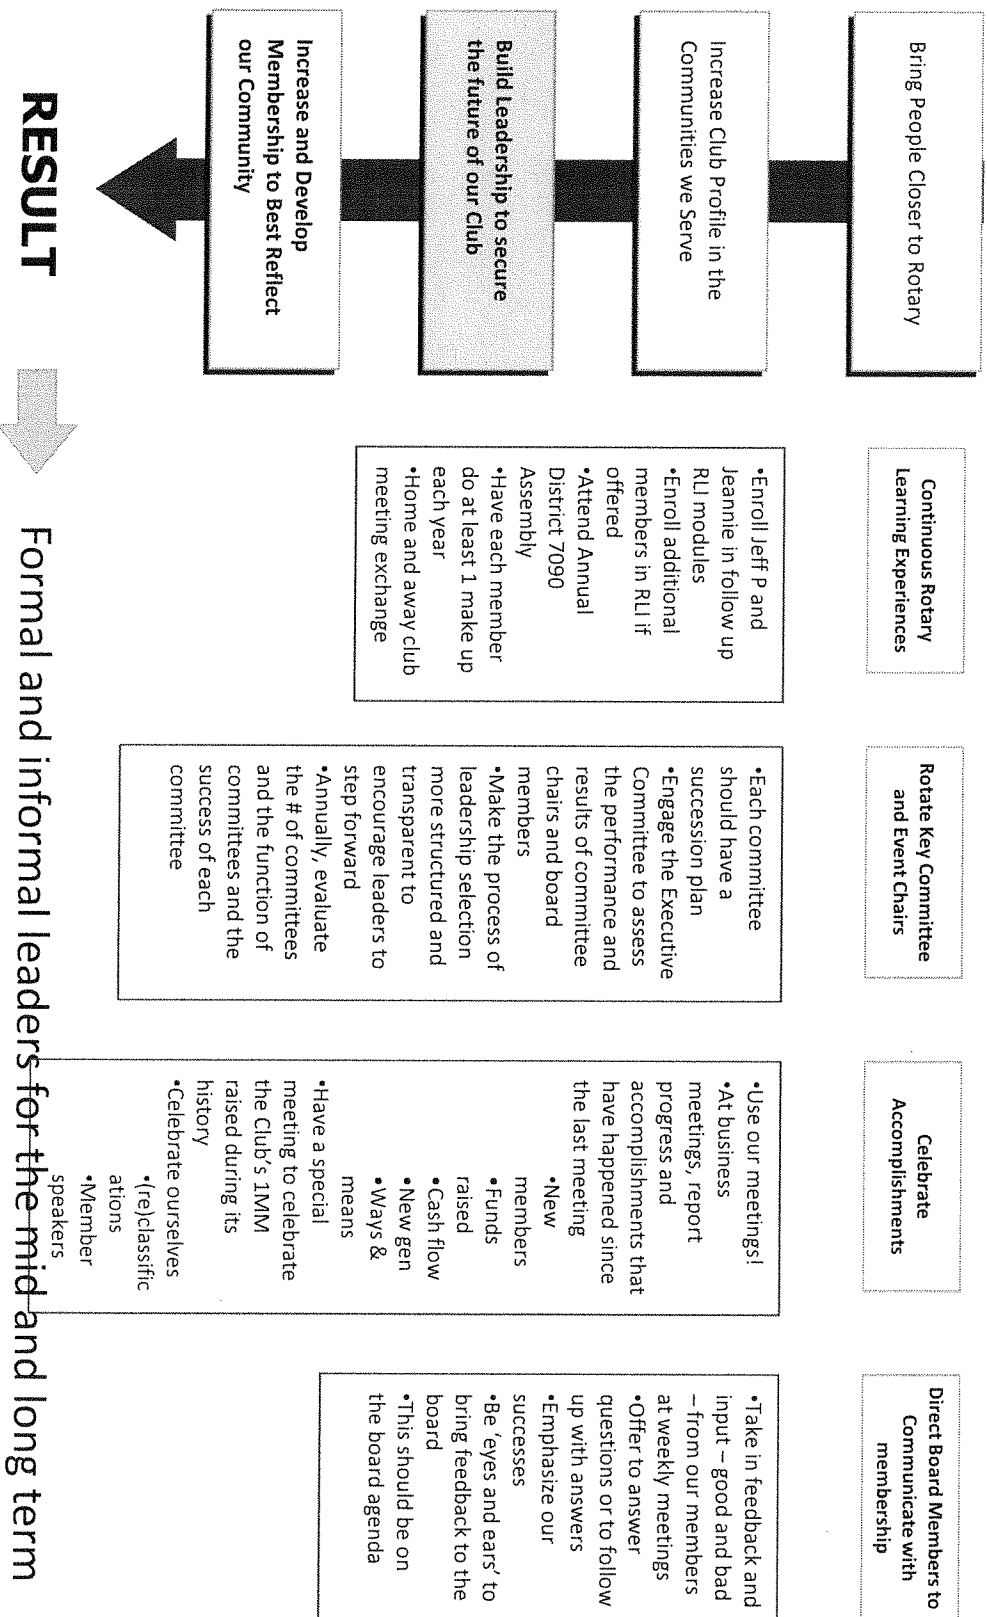 Bring People Closer to Rotary
Increase Club Profile in the
Communities we Serve
Build Leadership to secure
the future of our Club
Increase and Develop
Membership to Best Reflect
our Community
Continuous Rotary
Learning Experiences
•Enroll Jeff P and
Jeannie in follow up
RLI modules
•Enroll additional
members in RLI if
offered
•Attend Annual
District 7090
Assembly
•Have each member
do at least 1 make up
each year
•Home and away club
meeting exchange
Rotate Key Committee
and Event Chairs
•Each committee
should have a
succession plan
•Engage the Executive
Committee to assess
the performance and
results of committee
chairs and board
members
•Make the process of
leadership selection
more structured and
transparent to
encourage leaders to
step forward
•Annually, evaluate
the # of committees
and the function of
committees and the
success of each
committee
Celebrate
Accomplishments
•Use our meetings!
•At business
meetings, report
progress and
accomplishments that
have happened since
the last meeting
•New
members
•Funds
raised
•Cash flow
•New gen
•Ways &
means
•Have a special
meeting to celebrate
the Club's 1MM
raised during its
history
•Celebrate ourselves
•(re)classific
ations
•Member
speakers
Direct Board Members to
Communicate with
membership
•Take in feedback and
input – good and bad
– from our members
at weekly meetings
•Offer to answer
questions or to follow
up with answers
•Emphasize our
successes
•Be 'eyes and ears' to
bring feedback to the
board
•This should be on
the board agenda
RESULT
Formal and informal leaders for the mid and long term